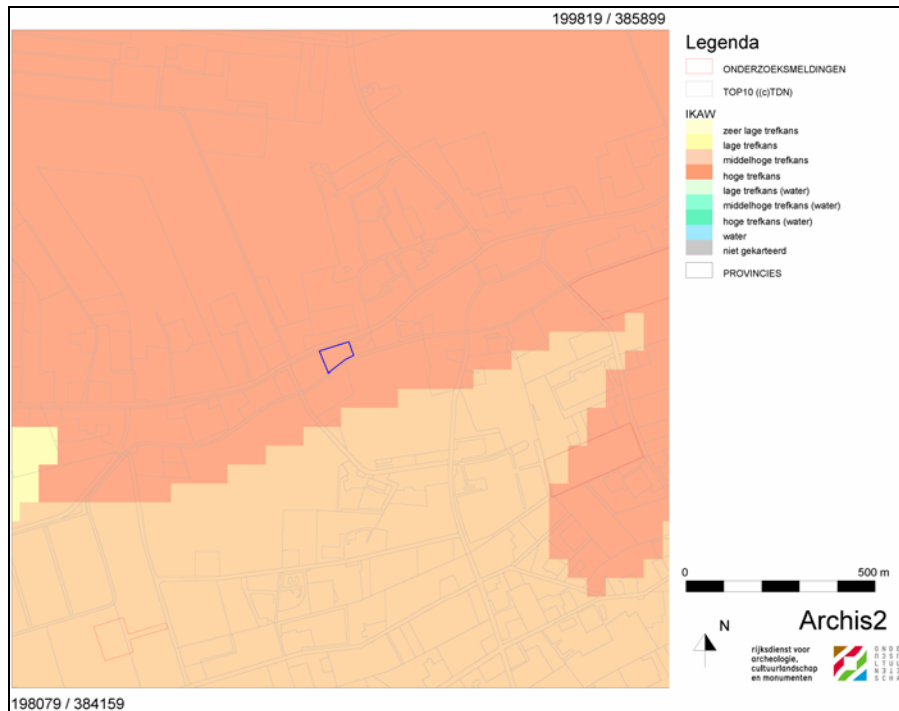 199819 / 385899
Legenda
ONDERZOEKSMELDINGEN
TOP10 ((c)TDN)
IKAW
zeer lage trefkans
lage trefkans
middelhoge trefkans
hoge trefkans
lage trefkans (water)
middelhoge trefkans (water)
hoge trefkans (water)
water
niet gekarteerd
PROVINCIES
0 500 m
Archis2
N
rijksdienst voor
archeologie,
cultuurlandschap
en monumenten
198079 / 384159